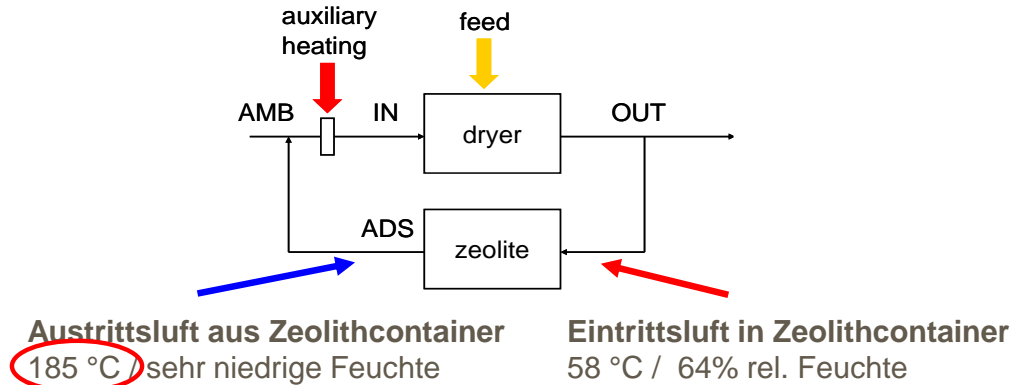 auxiliary
heating
feed
AMB
IN
dryer
OUT
ADS
zeolite
Austrittsluft aus Zeolithcontainer
185 °C / sehr niedrige Feuchte
Eintrittsluft in Zeolithcontainer
58 °C / 64% rel. Feuchte